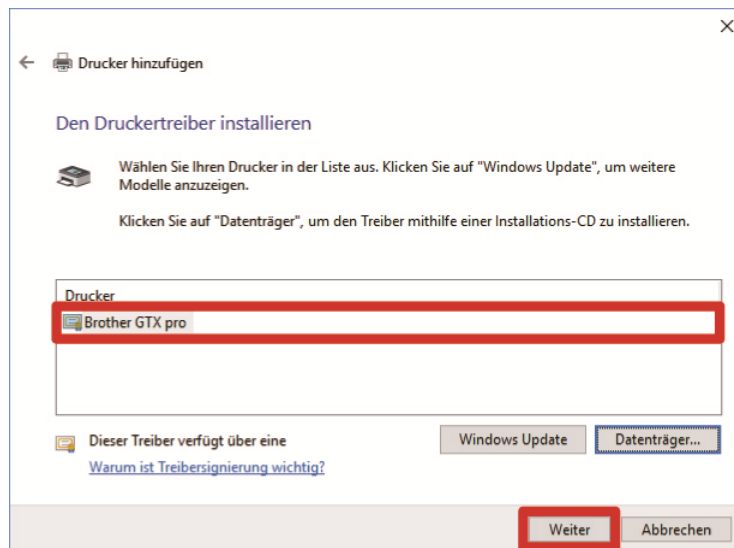 Drucker hinzufügen
Den Druckertreiber installieren
Wählen Sie Ihren Drucker in der Liste aus. Klicken Sie auf "Windows Update", um weitere
Modelle anzuzeigen.
Klicken Sie auf "Datenträger", um den Treiber mithilfe einer Installations-CD zu installieren.
Drucker
Brother GTX pro
Dieser Treiber verfügt über eine
Warum ist Treibersignierung wichtig?
Windows Update
Datenträger...
Weiter
Abbrechen